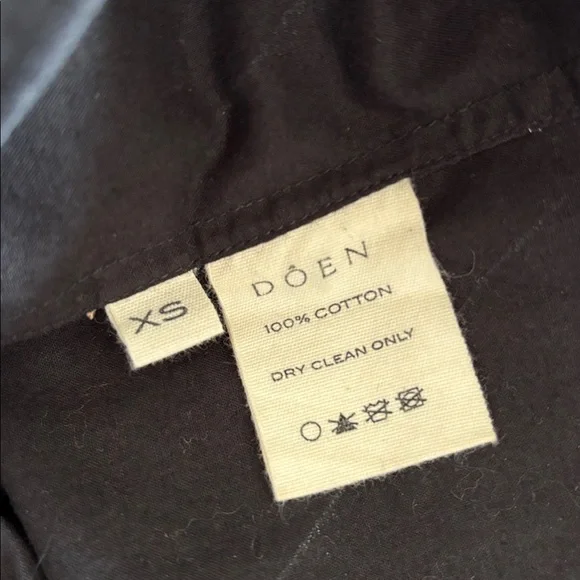 XS
DÔEN
100% COTTON
DRY CLEAN ONLY